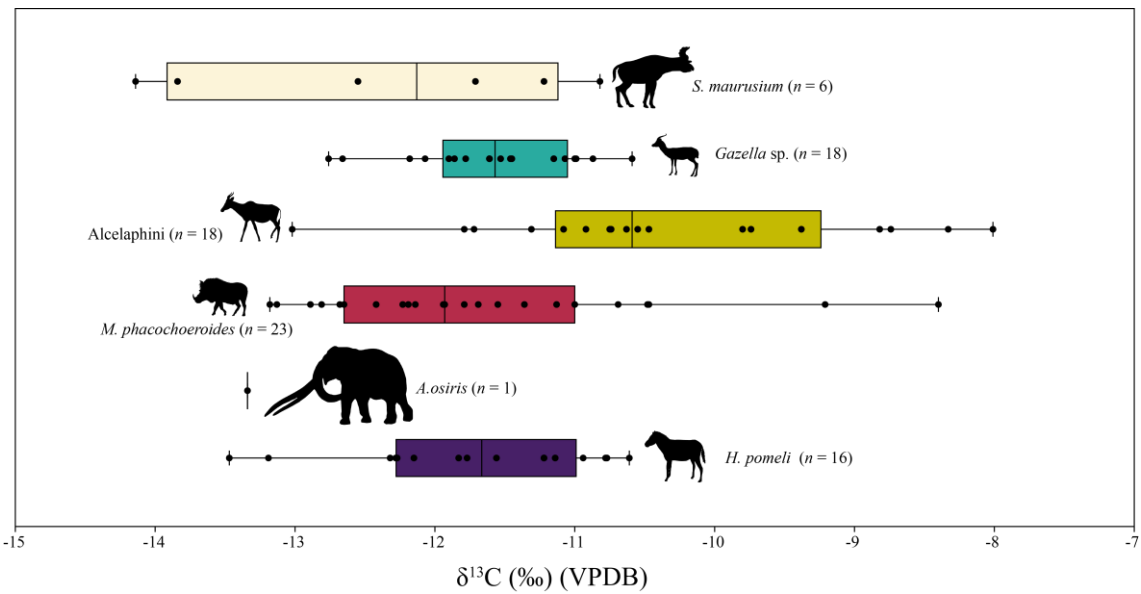 S. maurusium (n = 6)
Gazella sp. (n = 18)
Alcelaphini (n = 18)
M. phacochoeroides (n = 23)
A.osiris (n = 1)
H. pomeli (n = 16)
-15 -14 -13 -12 -11 -10 -9 -8 -7
δ¹³C (‰) (VPDB)